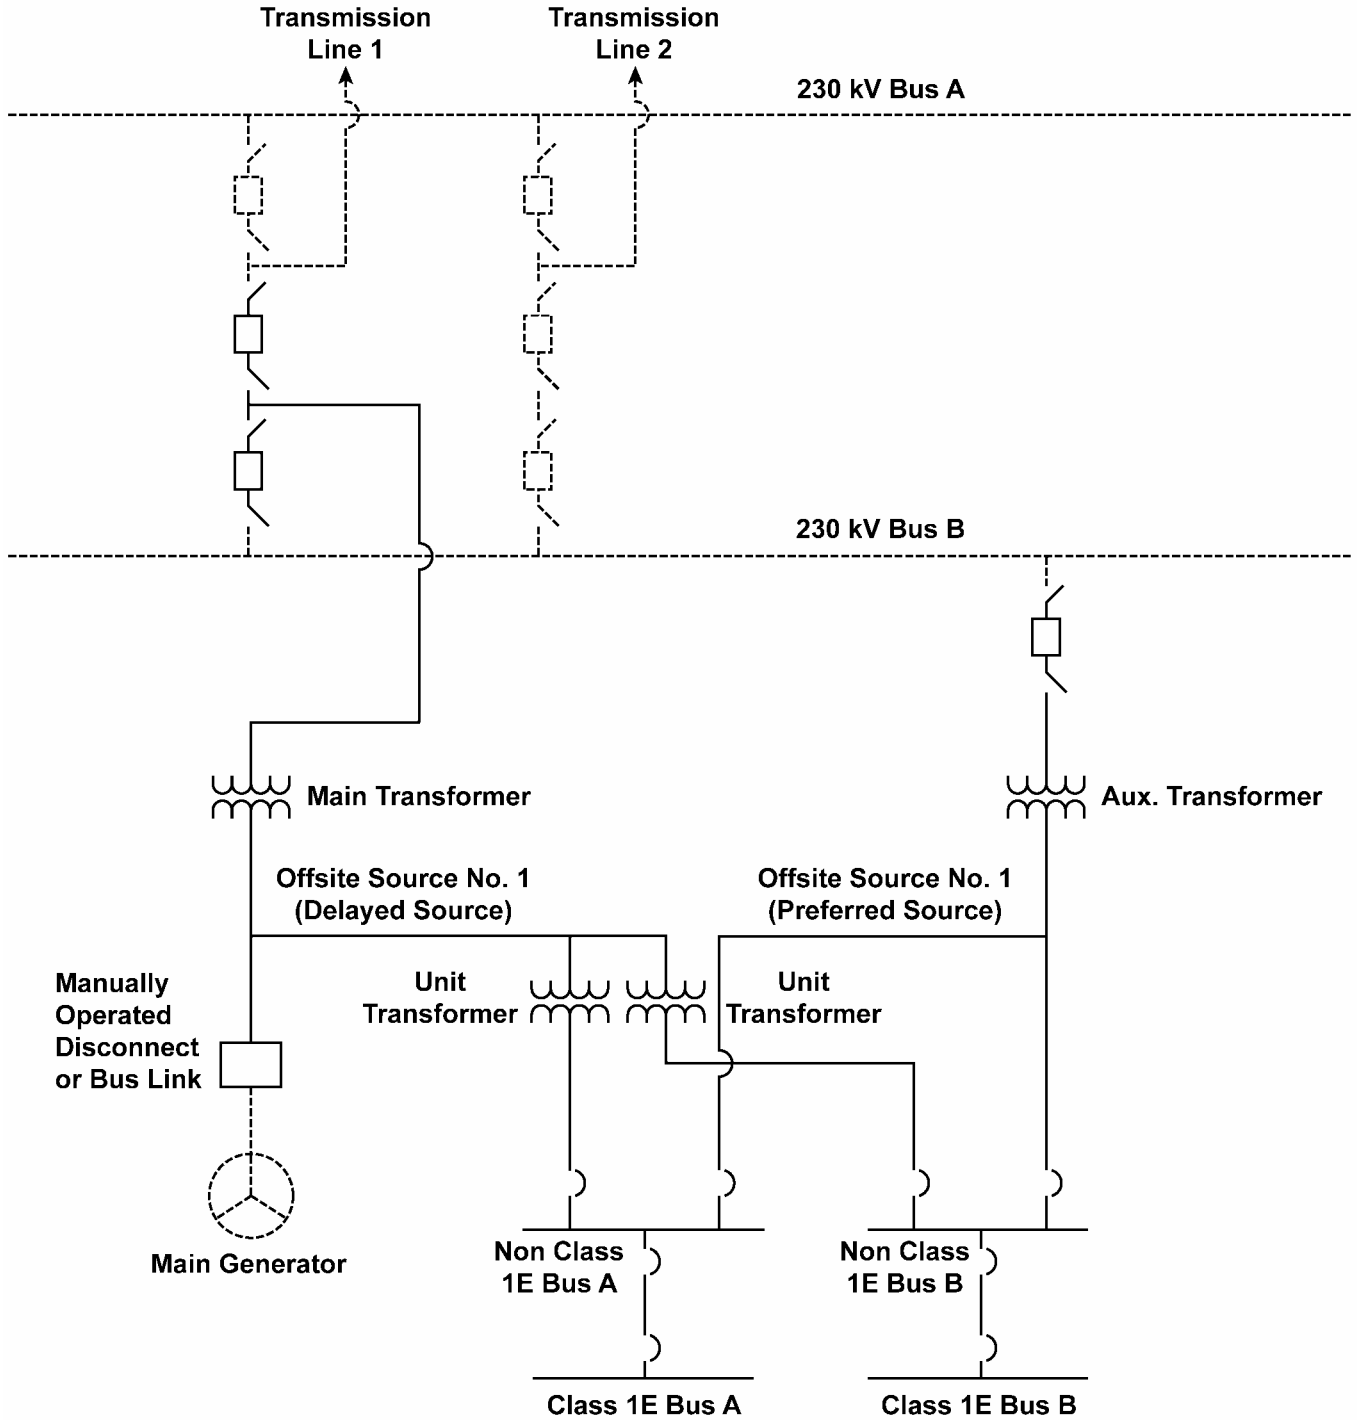 Transmission
Line 1
Transmission
Line 2
230 kV Bus A
230 kV Bus B
Main Transformer
Aux. Transformer
Offsite Source No. 1
(Delayed Source)
Offsite Source No. 1
(Preferred Source)
Manually
Operated
Disconnect
or Bus Link
Unit
Transformer
Unit
Transformer
Main Generator
Non Class
1E Bus A
Non Class
1E Bus B
Class 1E Bus A
Class 1E Bus B